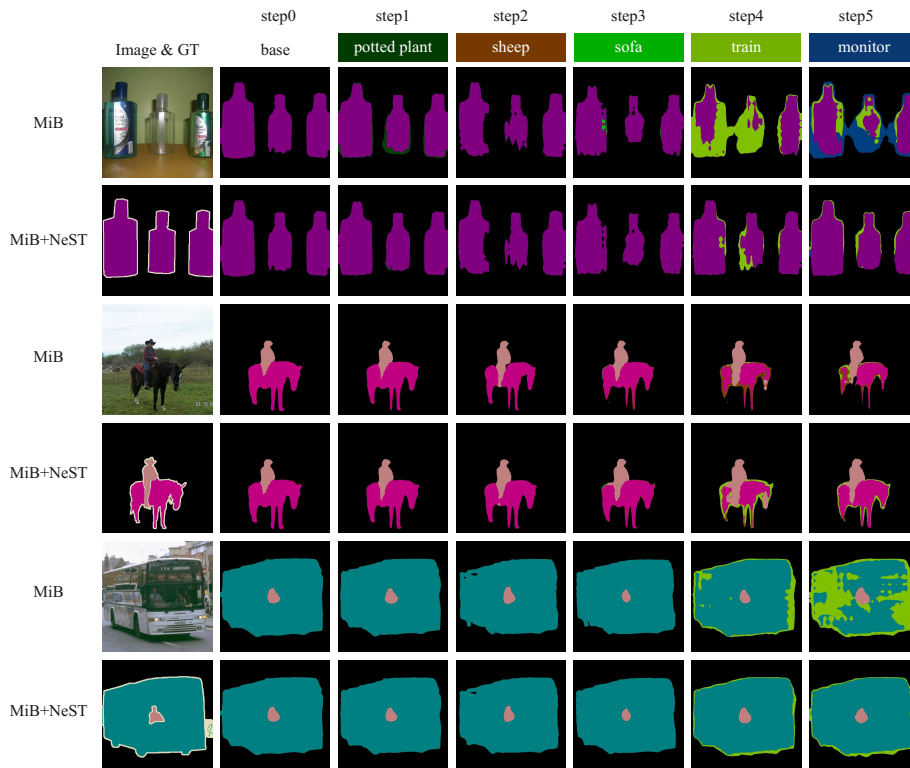 step0 step1 step2 step3 step4 step5
Image & GT base potted plant sheep sofa train monitor
MiB
MiB+NeST
MiB
MiB+NeST
MiB
MiB+NeST